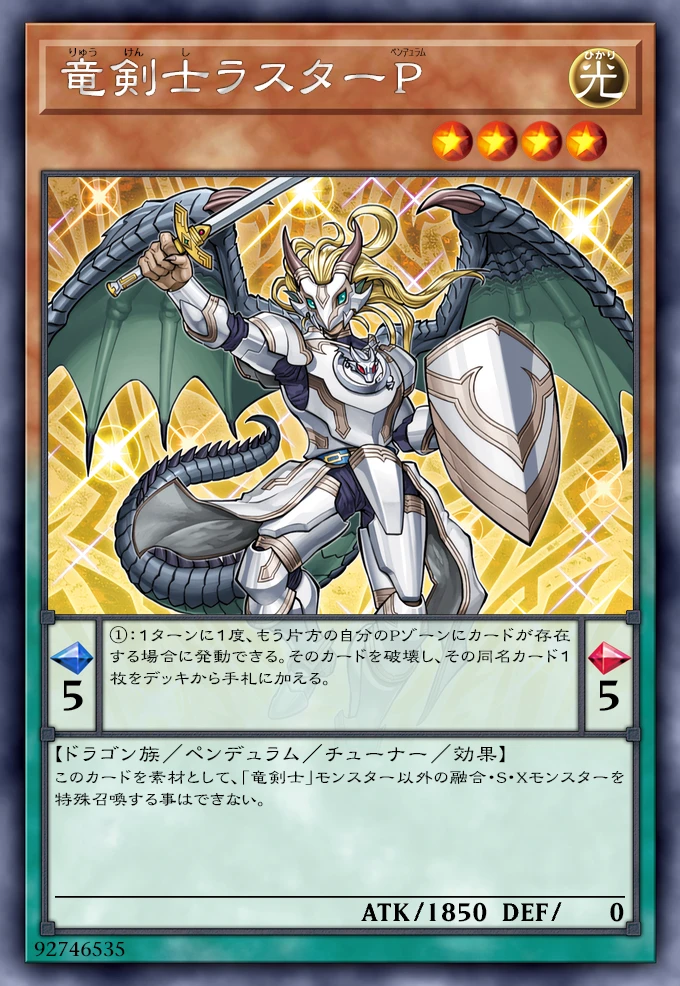 りゅう けん し ペンデュラム
竜剣士ラスターP
ひかり
光
①：1ターンに1度、もう片方の自分のPゾーンにカードが存在
する場合に発動できる。そのカードを破壊し、その同名カード1
枚をデッキから手札に加える。
5
5
【ドラゴン族／ペンデュラム／チューナー／効果】
このカードを素材として、「竜剣士」モンスター以外の融合・S・Xモンスターを
特殊召喚する事はできない。
ATK/1850 DEF/ 0
92746535